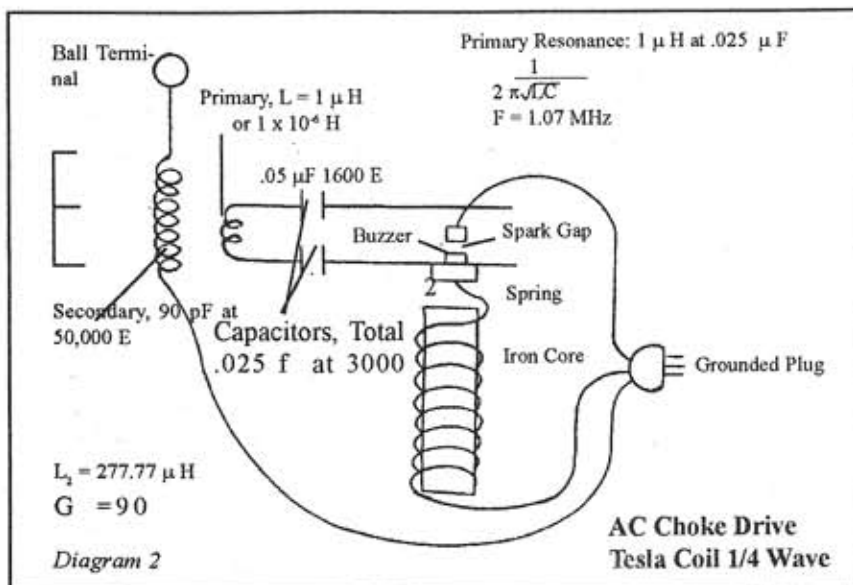 Ball Termi-
nal
Primary Resonance: 1 μ H at .025 μ F
1
2 π√LC
F = 1.07 MHz
Primary, L = 1 μ H
or 1 x 10⁻⁶ H
.05 μF 1600 E
Buzzer
Spark Gap
2
Spring
Secondary, 90 pF at
50,000 E
Capacitors, Total
.025 f at 3000
Iron Core
Grounded Plug
L₂ = 277.77 μ H
G = 90
Diagram 2
AC Choke Drive
Tesla Coil 1/4 Wave